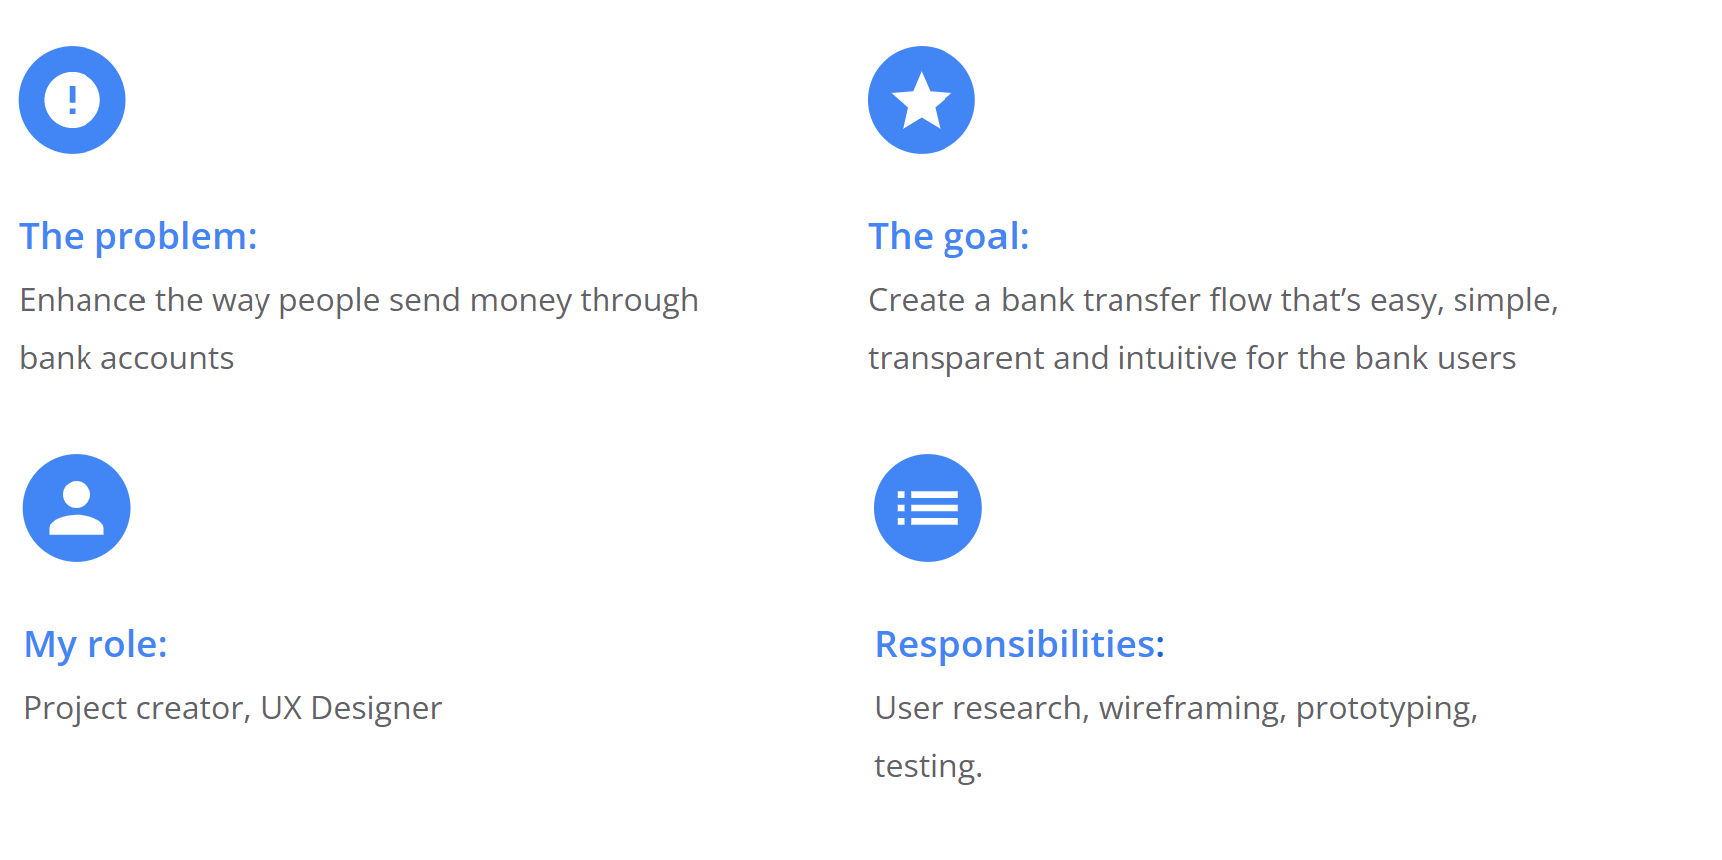 The problem:
Enhance the way people send money through
bank accounts
The goal:
Create a bank transfer flow that’s easy, simple,
transparent and intuitive for the bank users
My role:
Project creator, UX Designer
Responsibilities:
User research, wireframing, prototyping,
testing.